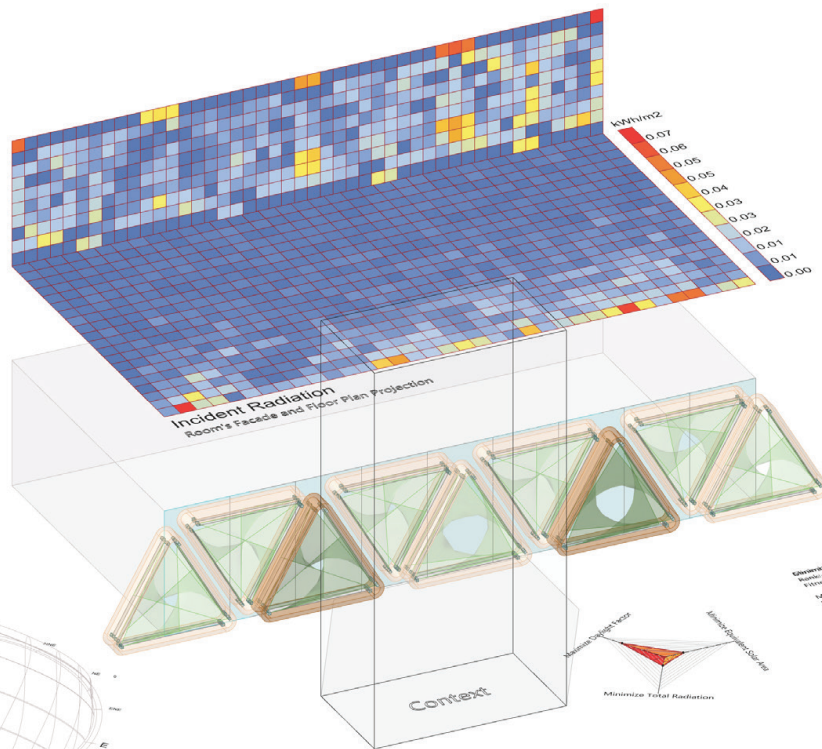 kWh/m2
0.07
0.06
0.05
0.04
0.03
0.03
0.02
0.01
0.01
0.00
Incident Radiation
Room's Facade and Floor Plan Projection
Context
Maximize Daylight Factor
Minimize Equivalent Solar Area
Minimize Total Radiation
NE
E